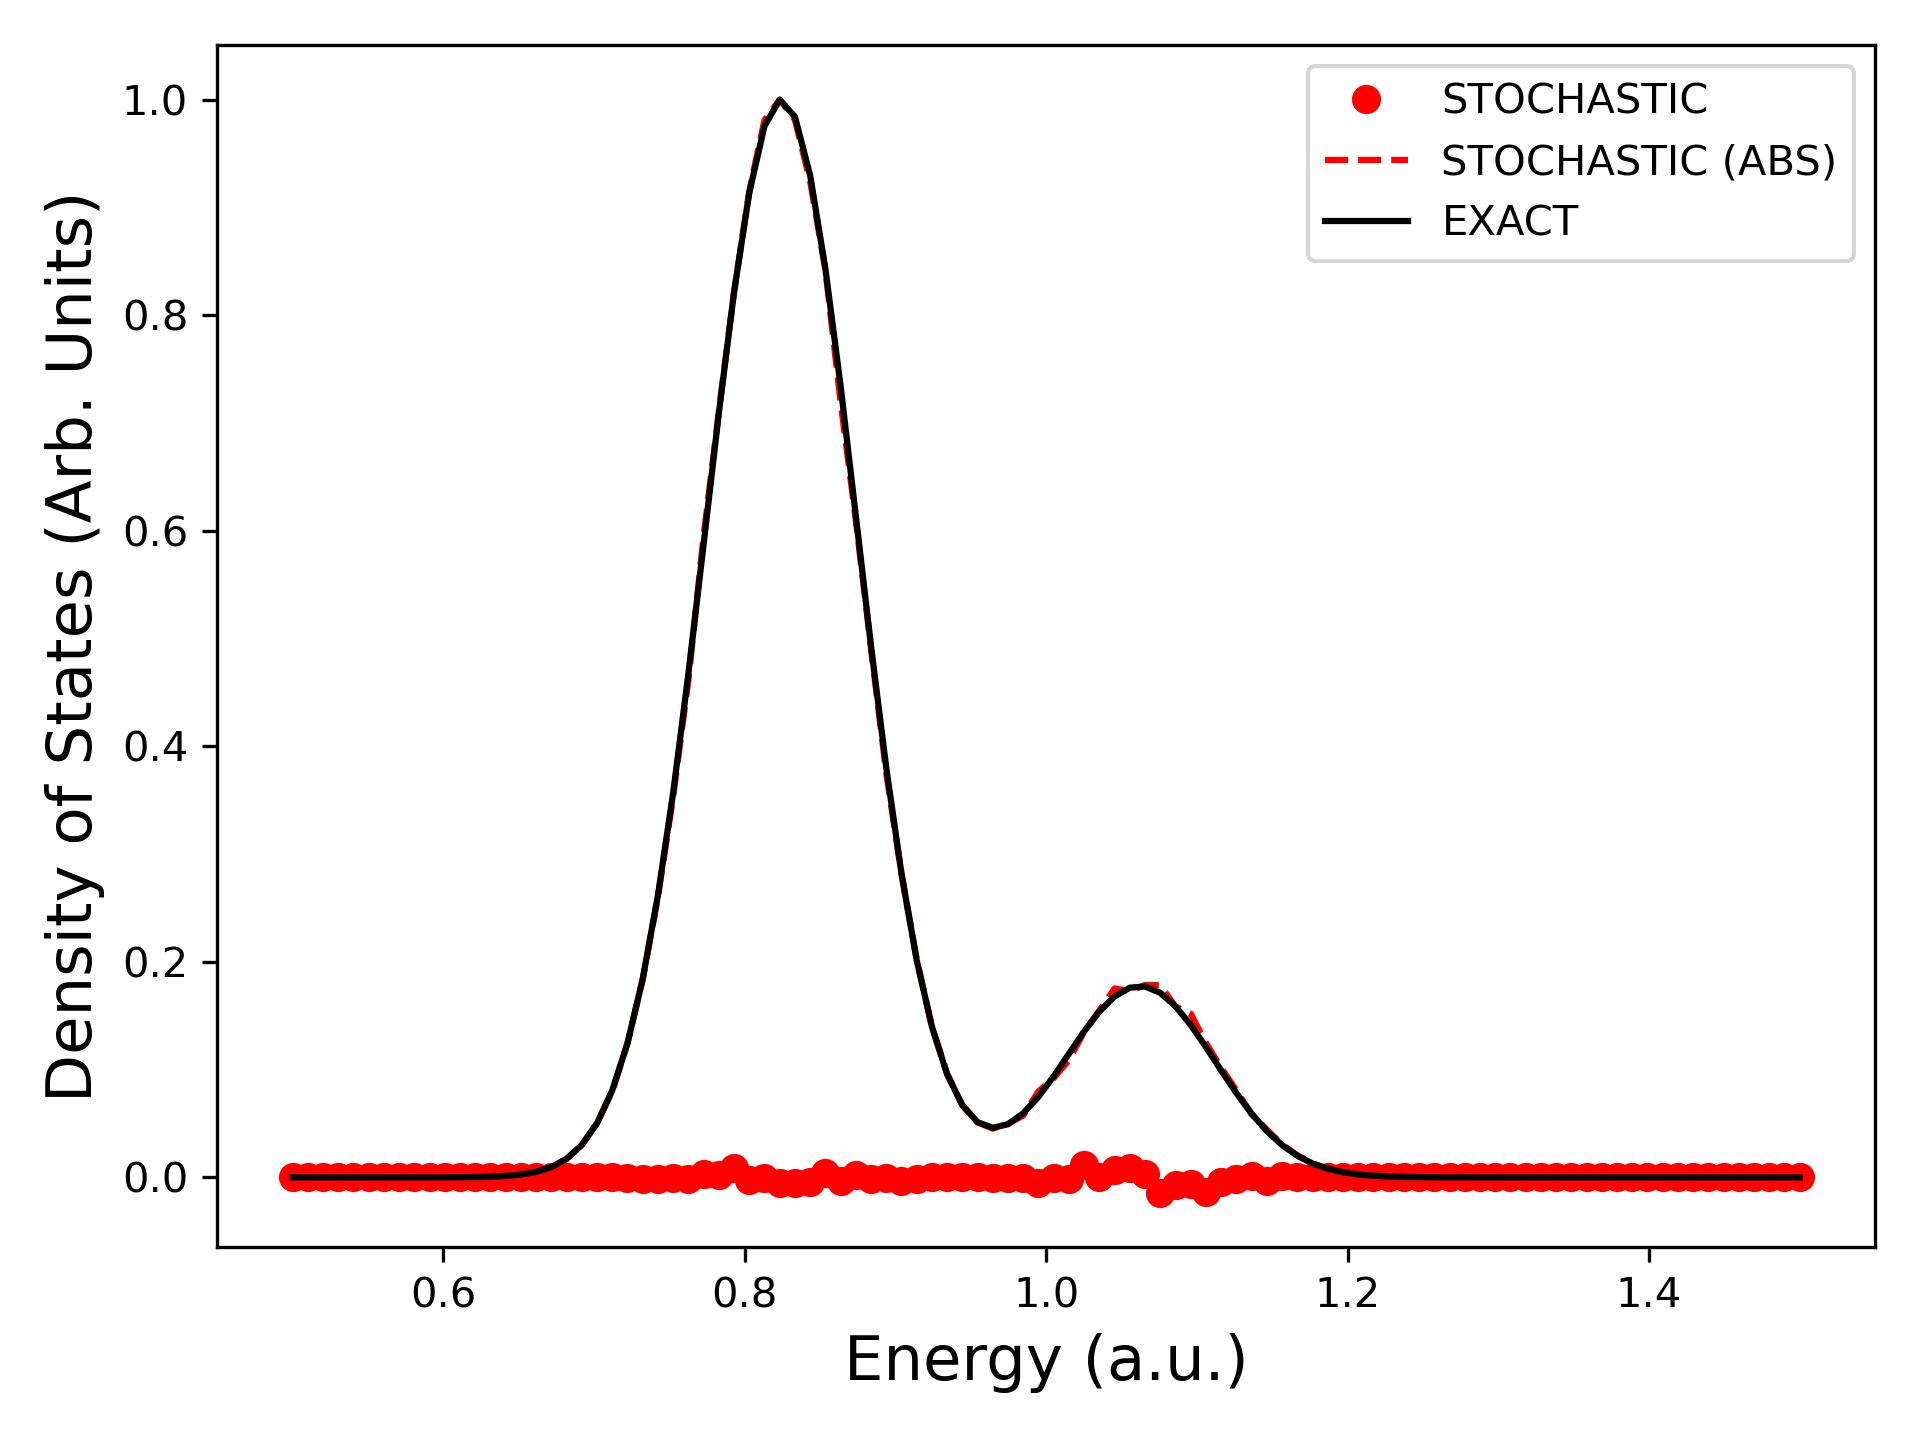 STOCHASTIC
STOCHASTIC (ABS)
EXACT
Density of States (Arb. Units)
1.0
0.8
0.6
0.4
0.2
0.0
0.6 0.8 1.0 1.2 1.4
Energy (a.u.)